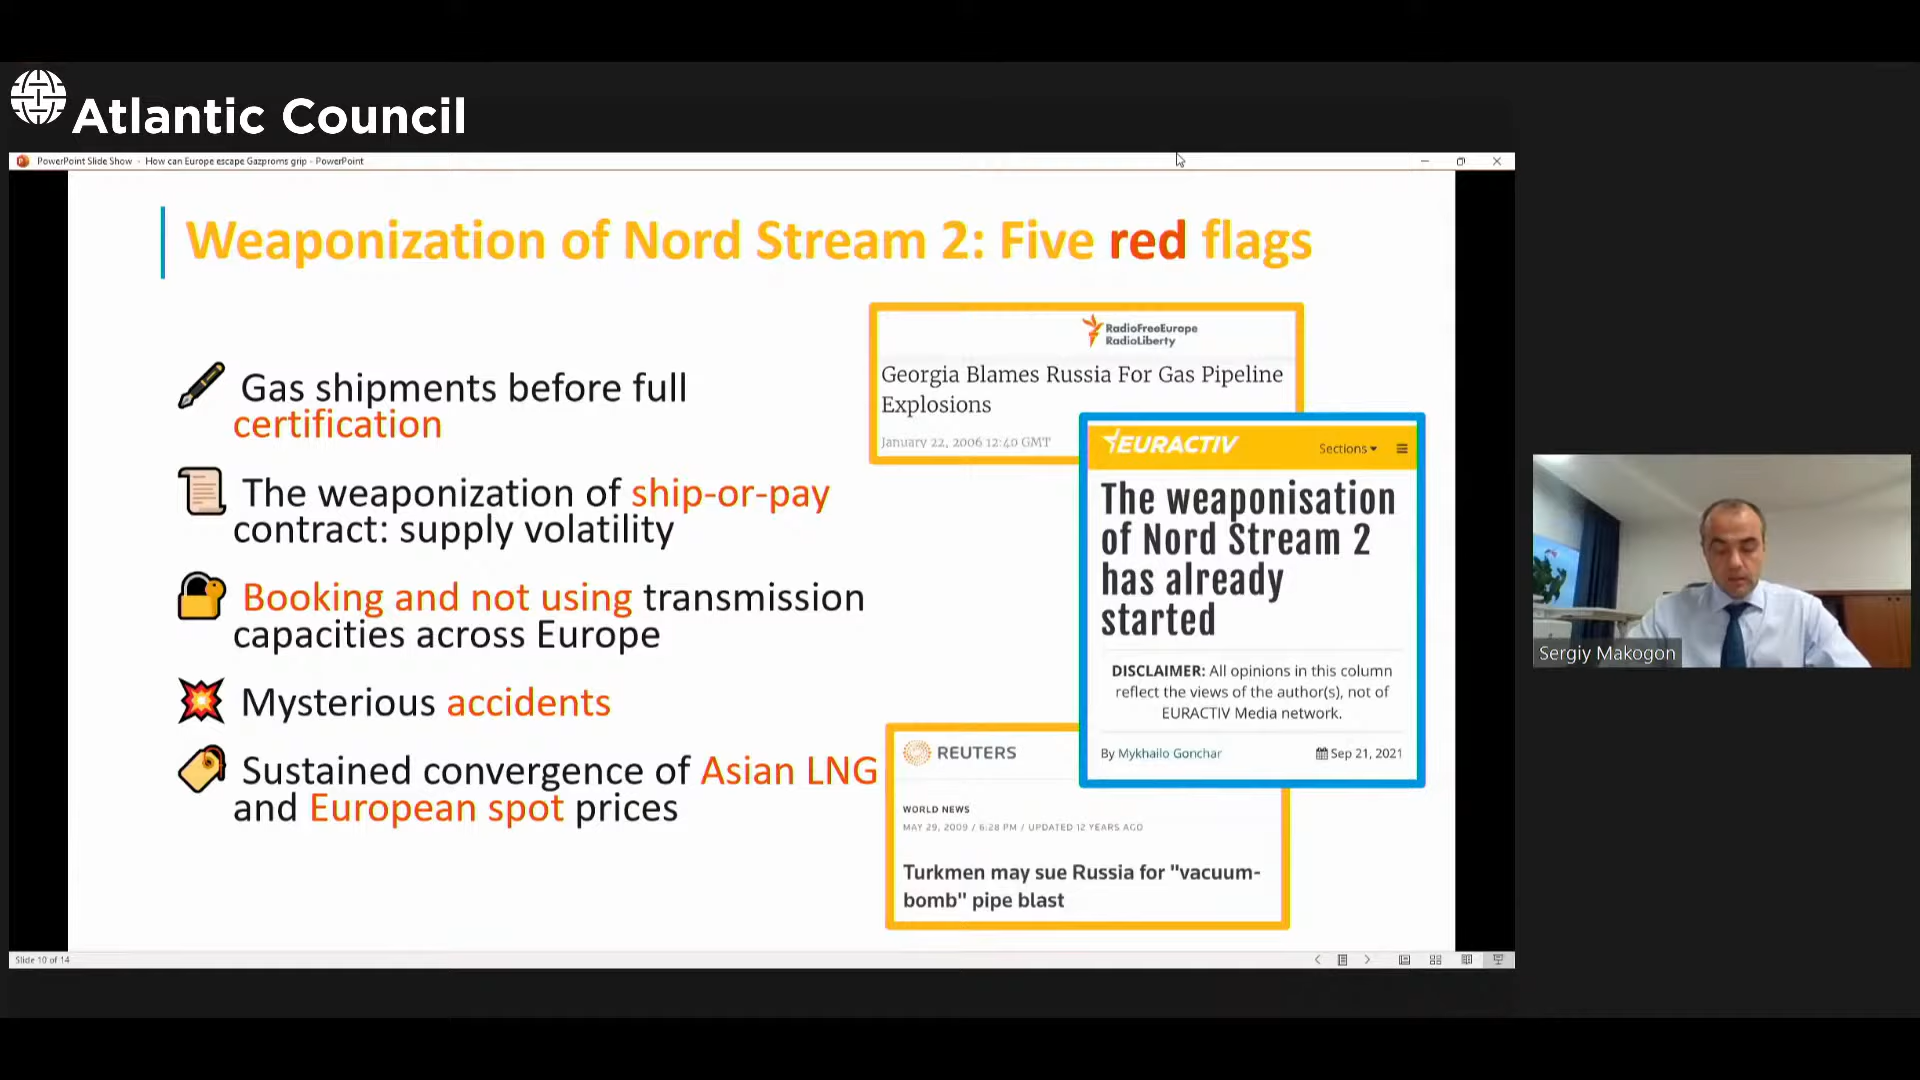 Atlantic Council
PowerPoint Slide Show - How can Europe escape Gazproms grip - PowerPoint
Weaponization of Nord Stream 2: Five red flags
Gas shipments before full
certification
The weaponization of ship-or-pay
contract: supply volatility
Booking and not using transmission
capacities across Europe
Mysterious accidents
Sustained convergence of Asian LNG
and European spot prices
RadioFreeEurope
RadioLiberty
Georgia Blames Russia For Gas Pipeline
Explosions
January 22, 2006 12:40 GMT
EURACTIV
Sections
The weaponisation
of Nord Stream 2
has already
started
DISCLAIMER: All opinions in this column
reflect the views of the author(s), not of
EURACTIV Media network.
By Mykhailo Gonchar
Sep 21, 2021
REUTERS
WORLD NEWS
MAY 29, 2009 / 6:28 PM / UPDATED 12 YEARS AGO
Turkmen may sue Russia for "vacuum-
bomb" pipe blast
Sergiy Makogon
Slide 10 of 14